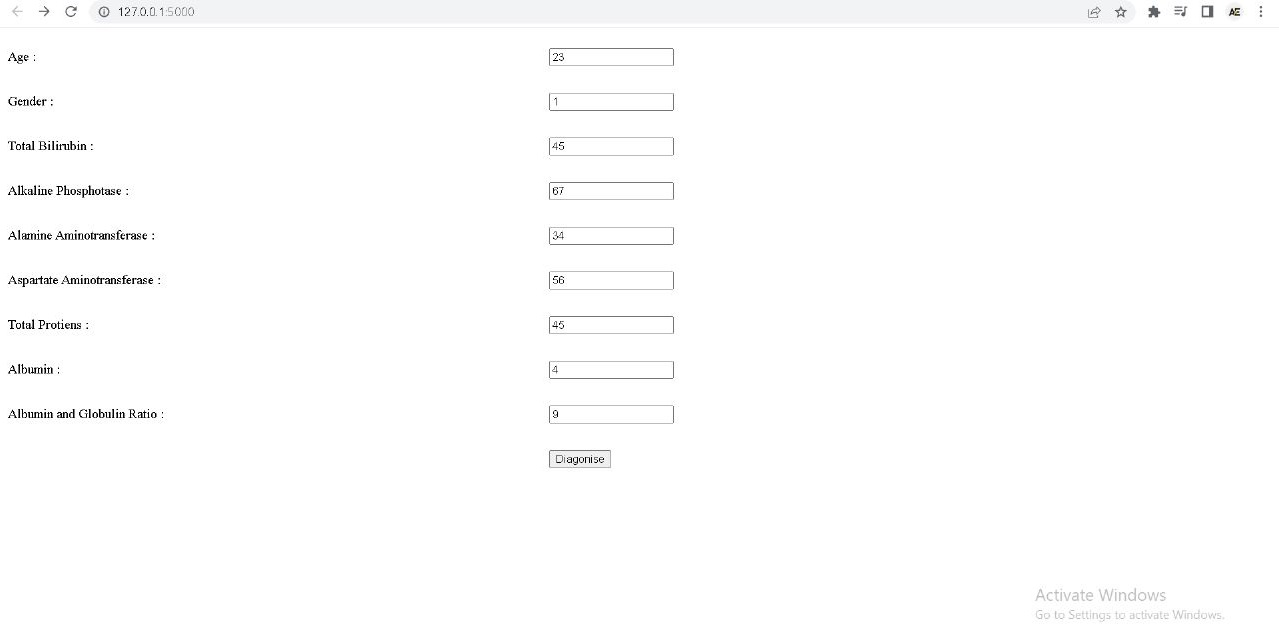 127.0.0.1:5000
AE
Age : 23
Gender : 1
Total Bilirubin : 45
Alkaline Phosphotase : 67
Alamine Aminotransferase : 34
Aspartate Aminotransferase : 56
Total Protiens : 45
Albumin : 4
Albumin and Globulin Ratio : 9
Diagonise
Activate Windows
Go to Settings to activate Windows.